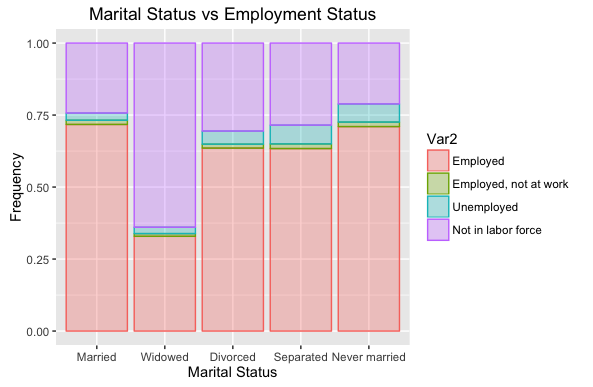 Marital Status vs Employment Status
1.00
0.75
0.50
0.25
0.00
Frequency
Married Widowed Divorced Separated Never married
Marital Status
Var2
Employed
Employed, not at work
Unemployed
Not in labor force